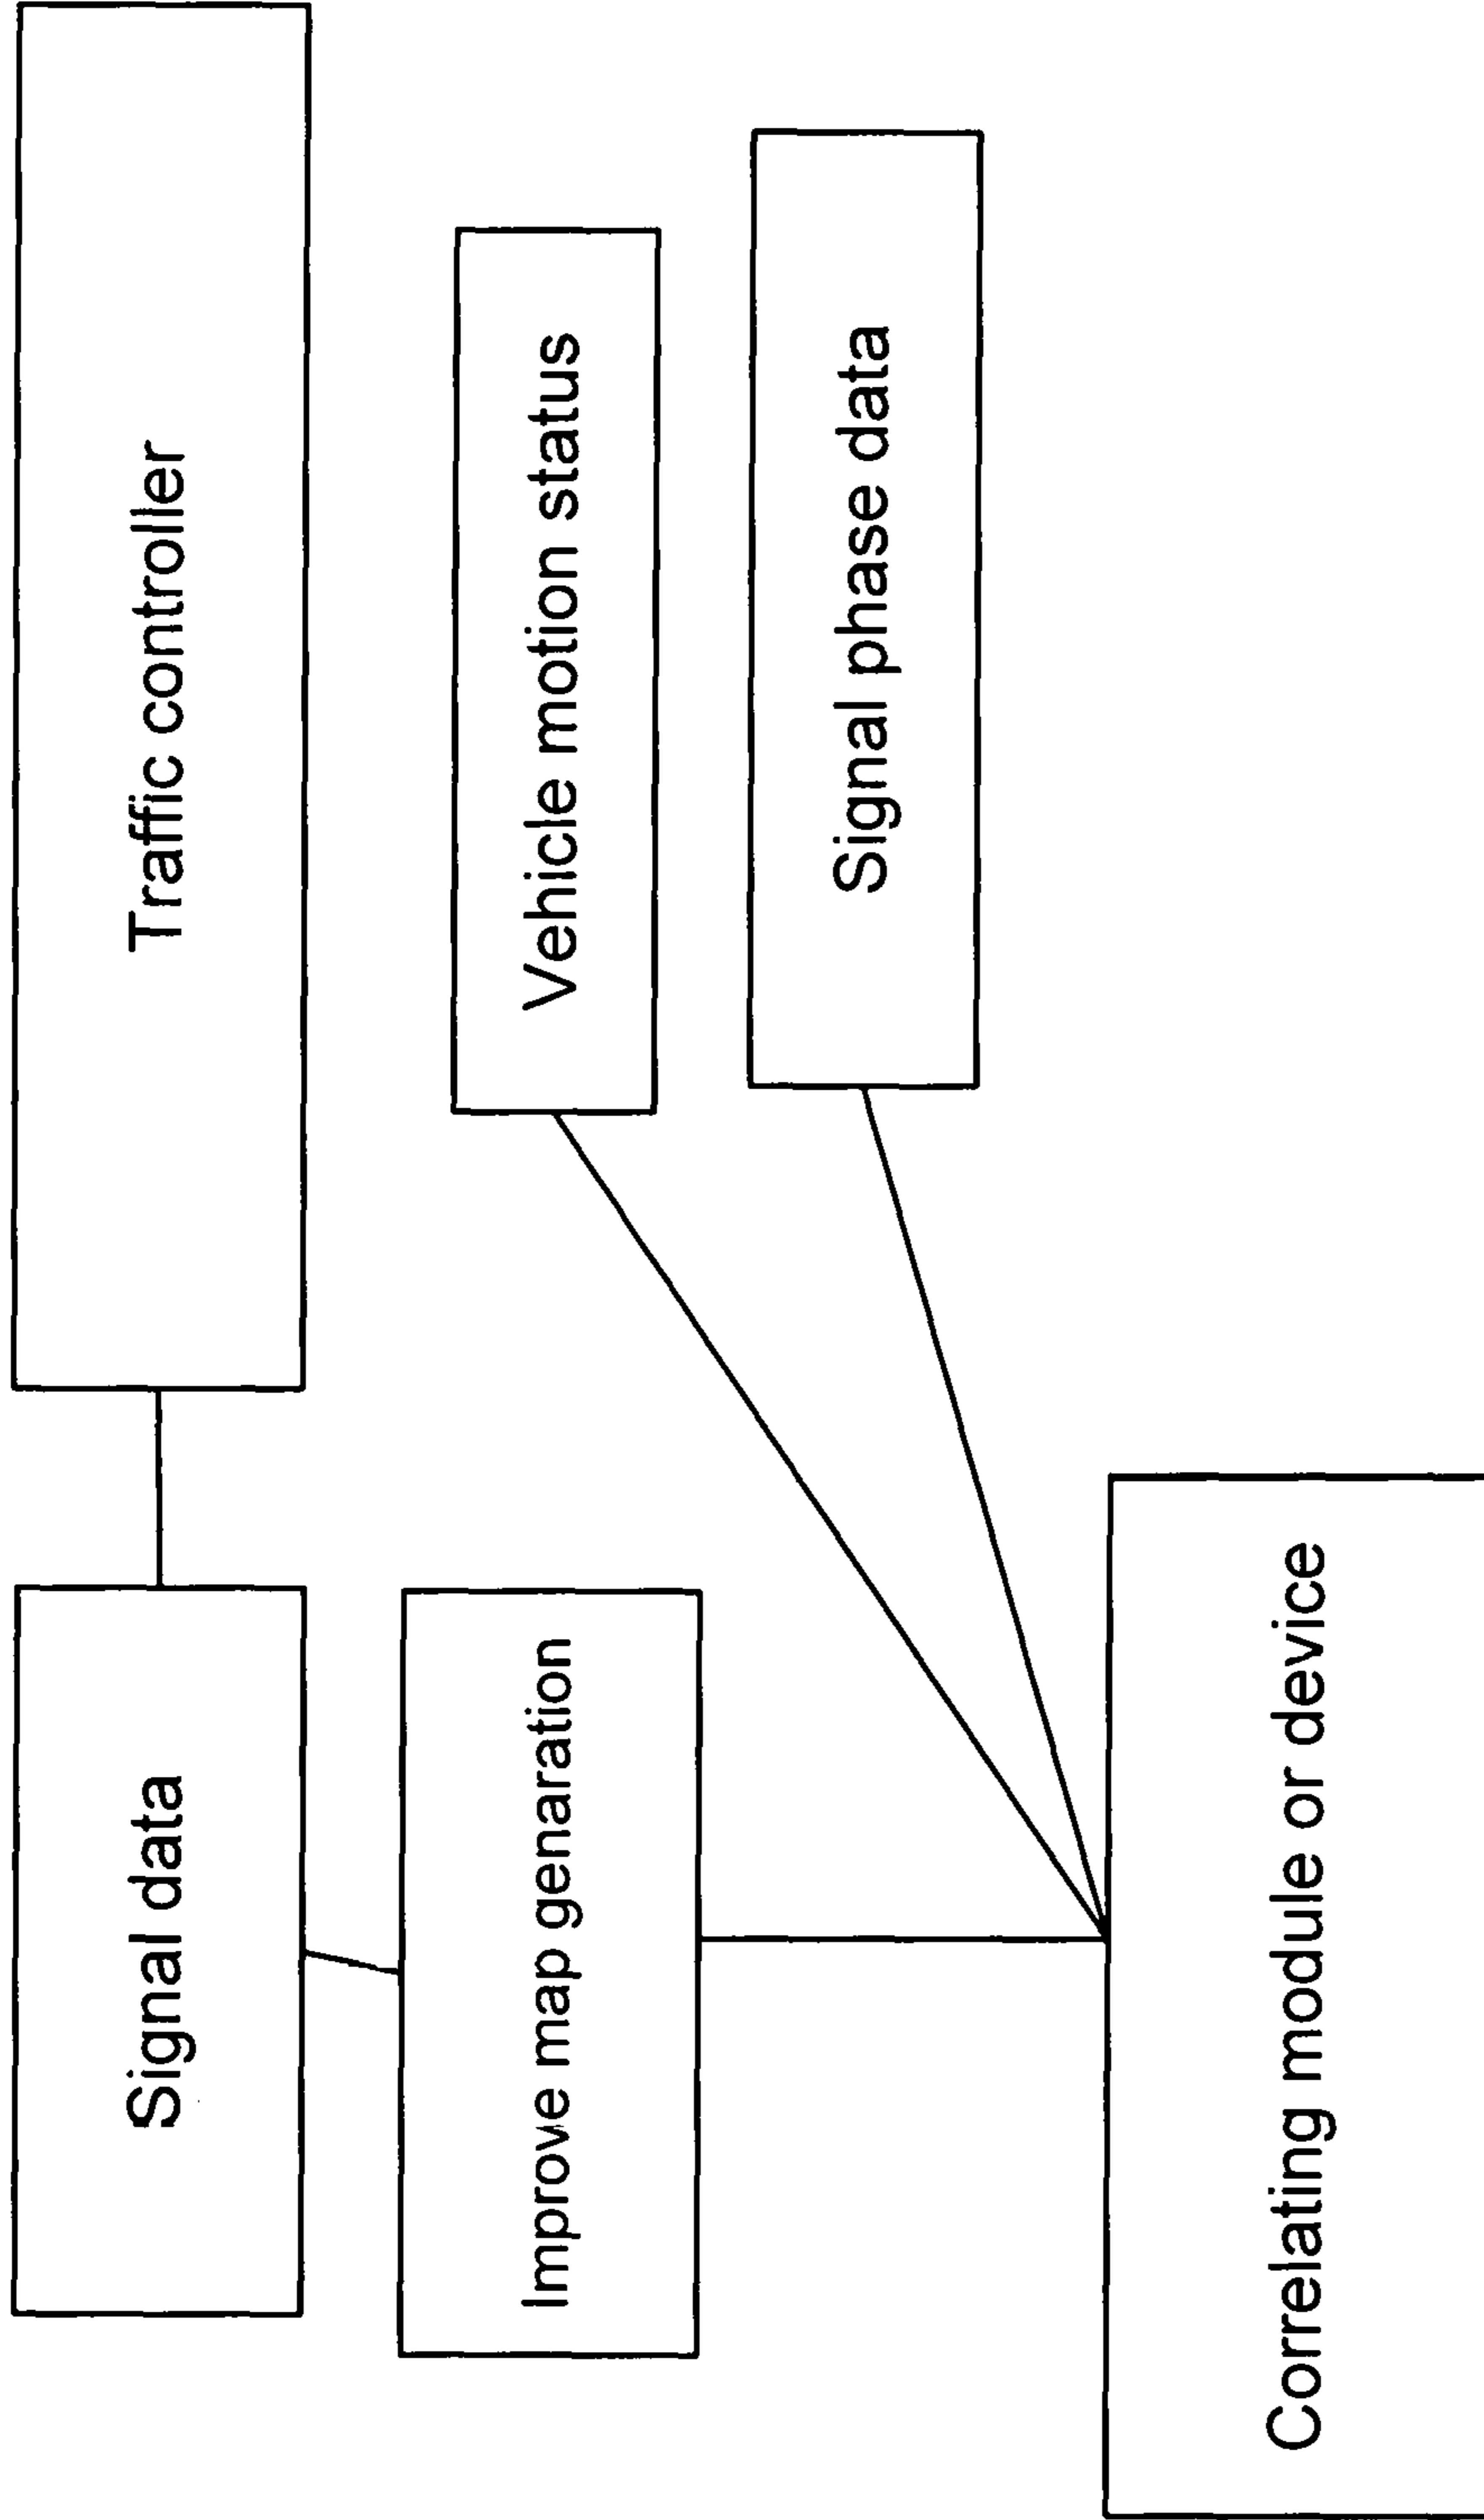 Signal data
Traffic controller
Improve map genaration
Vehicle motion status
Signal phase data
Correlating module or device